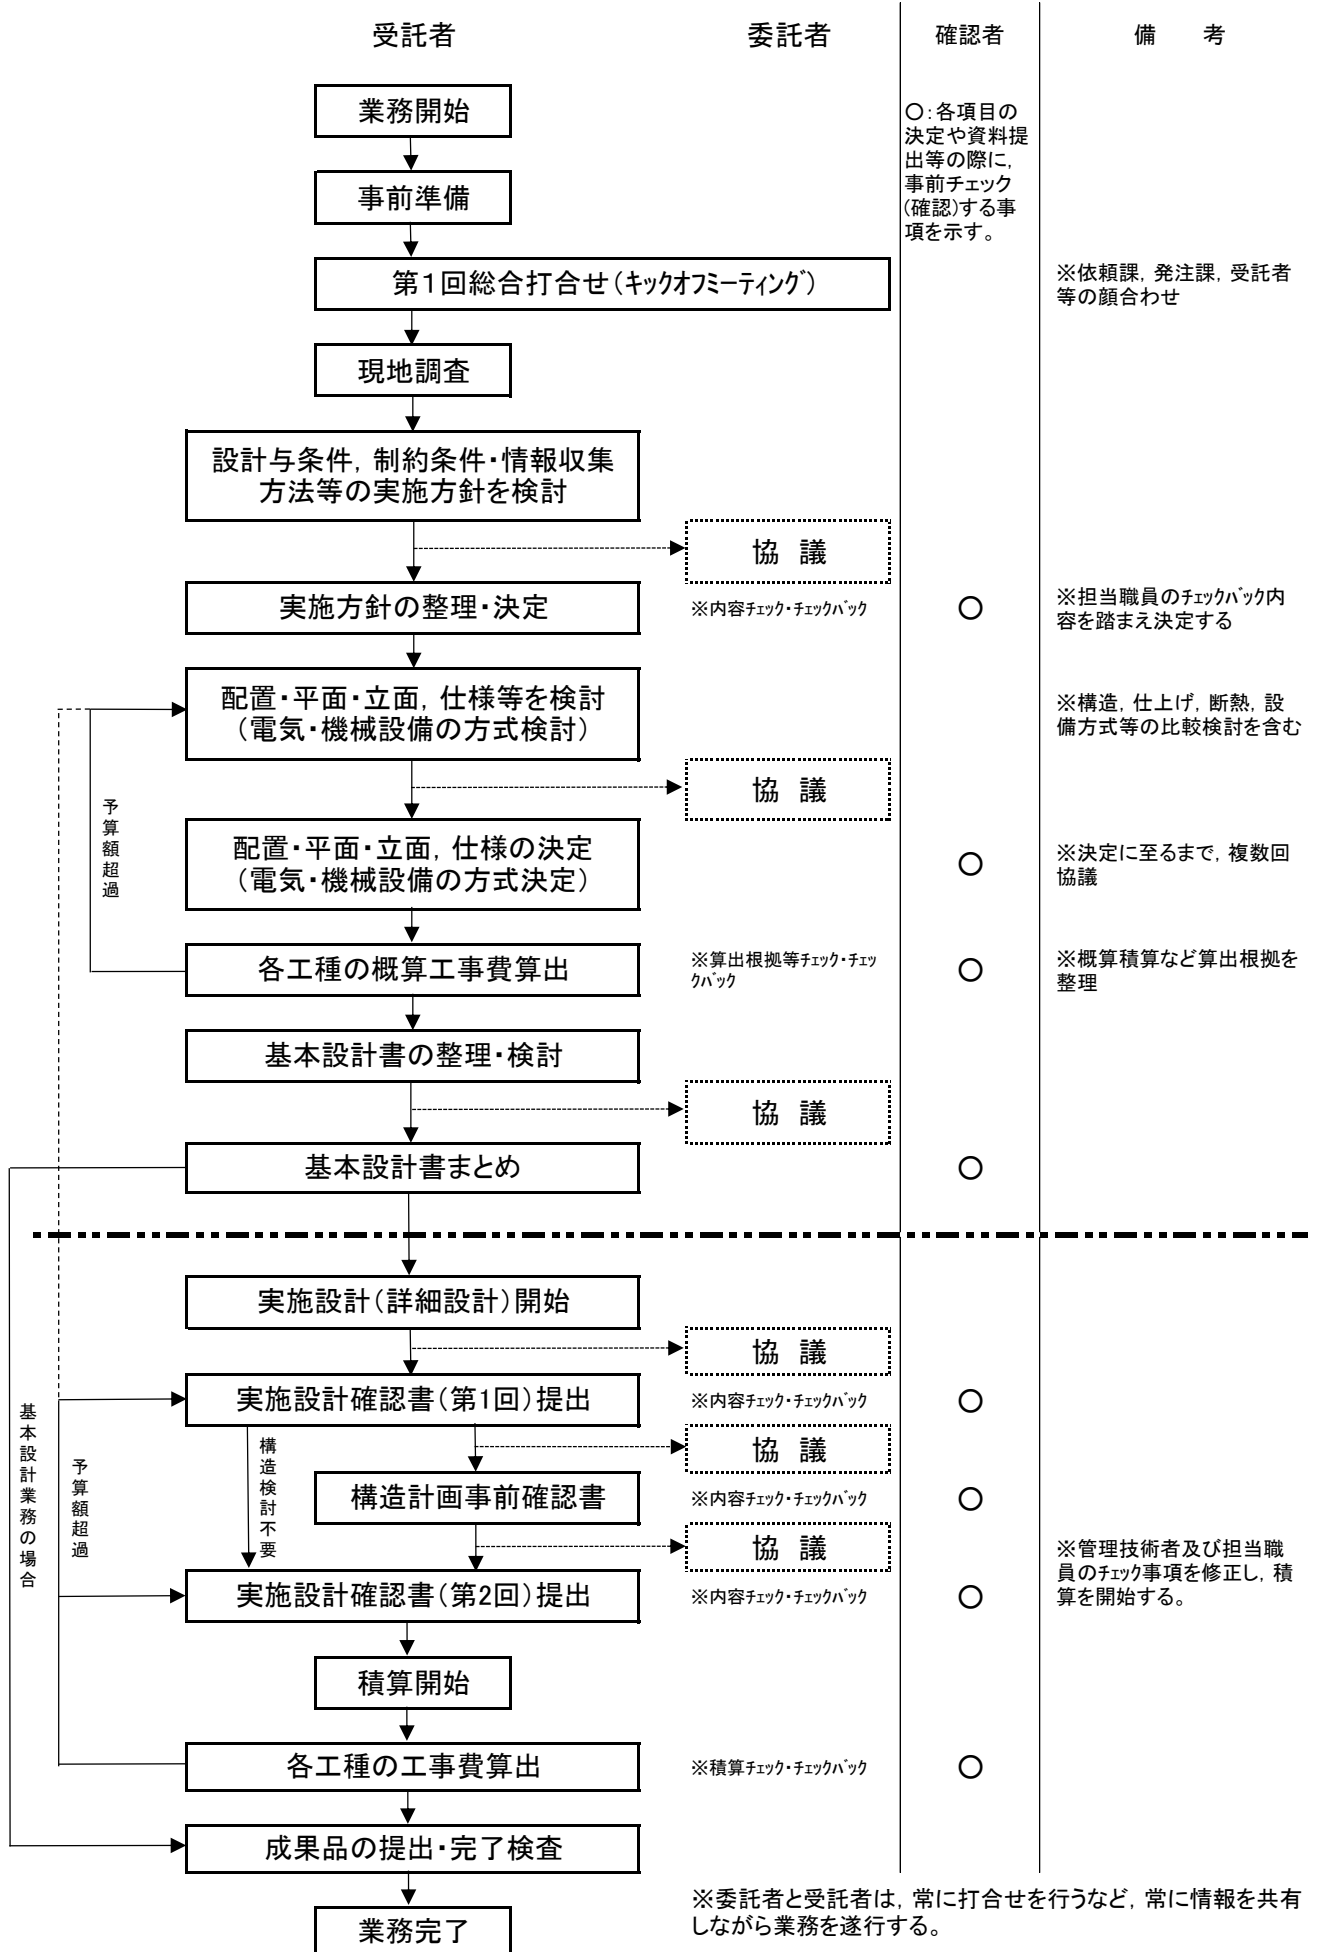 受託者
委託者
確認者
備　考
業務開始
〇：各項目の
決定や資料提
出等の際に，
事前チェック
(確認)する事
項を示す。
事前準備
第１回総合打合せ（ｷｯｸｵﾌﾐｰﾃｨﾝｸﾞ）
※依頼課，発注課，受託者
等の顔合わせ
現地調査
設計与条件，制約条件・情報収集
方法等の実施方針を検討
協　議
実施方針の整理・決定
※内容ﾁｪｯｸ・ﾁｪｯｸﾊﾞｯｸ
〇
※担当職員のﾁｪｯｸﾊﾞｯｸ内
容を踏まえ決定する
配置・平面・立面，仕様等を検討
（電気・機械設備の方式検討）
※構造，仕上げ，断熱，設
備方式等の比較検討を含む
協　議
予算額超過
配置・平面・立面，仕様の決定
（電気・機械設備の方式決定）
〇
※決定に至るまで，複数回
協議
各工種の概算工事費算出
※算出根拠等ﾁｪｯｸ・ﾁｪｯ
ｸﾊﾞｯｸ
〇
※概算積算など算出根拠を
整理
基本設計書の整理・検討
協　議
基本設計書まとめ
〇
実施設計（詳細設計）開始
協　議
実施設計確認書（第1回）提出
※内容ﾁｪｯｸ・ﾁｪｯｸﾊﾞｯｸ
〇
基本設計業務の場合
予算額超過
構造検討不要
協　議
構造計画事前確認書
※内容ﾁｪｯｸ・ﾁｪｯｸﾊﾞｯｸ
〇
協　議
※管理技術者及び担当職
員のﾁｪｯｸ事項を修正し，積
算を開始する。
実施設計確認書（第2回）提出
※内容ﾁｪｯｸ・ﾁｪｯｸﾊﾞｯｸ
〇
積算開始
各工種の工事費算出
※積算ﾁｪｯｸ・ﾁｪｯｸﾊﾞｯｸ
〇
成果品の提出・完了検査
※委託者と受託者は，常に打合せを行うなど，常に情報を共有
しながら業務を遂行する。
業務完了